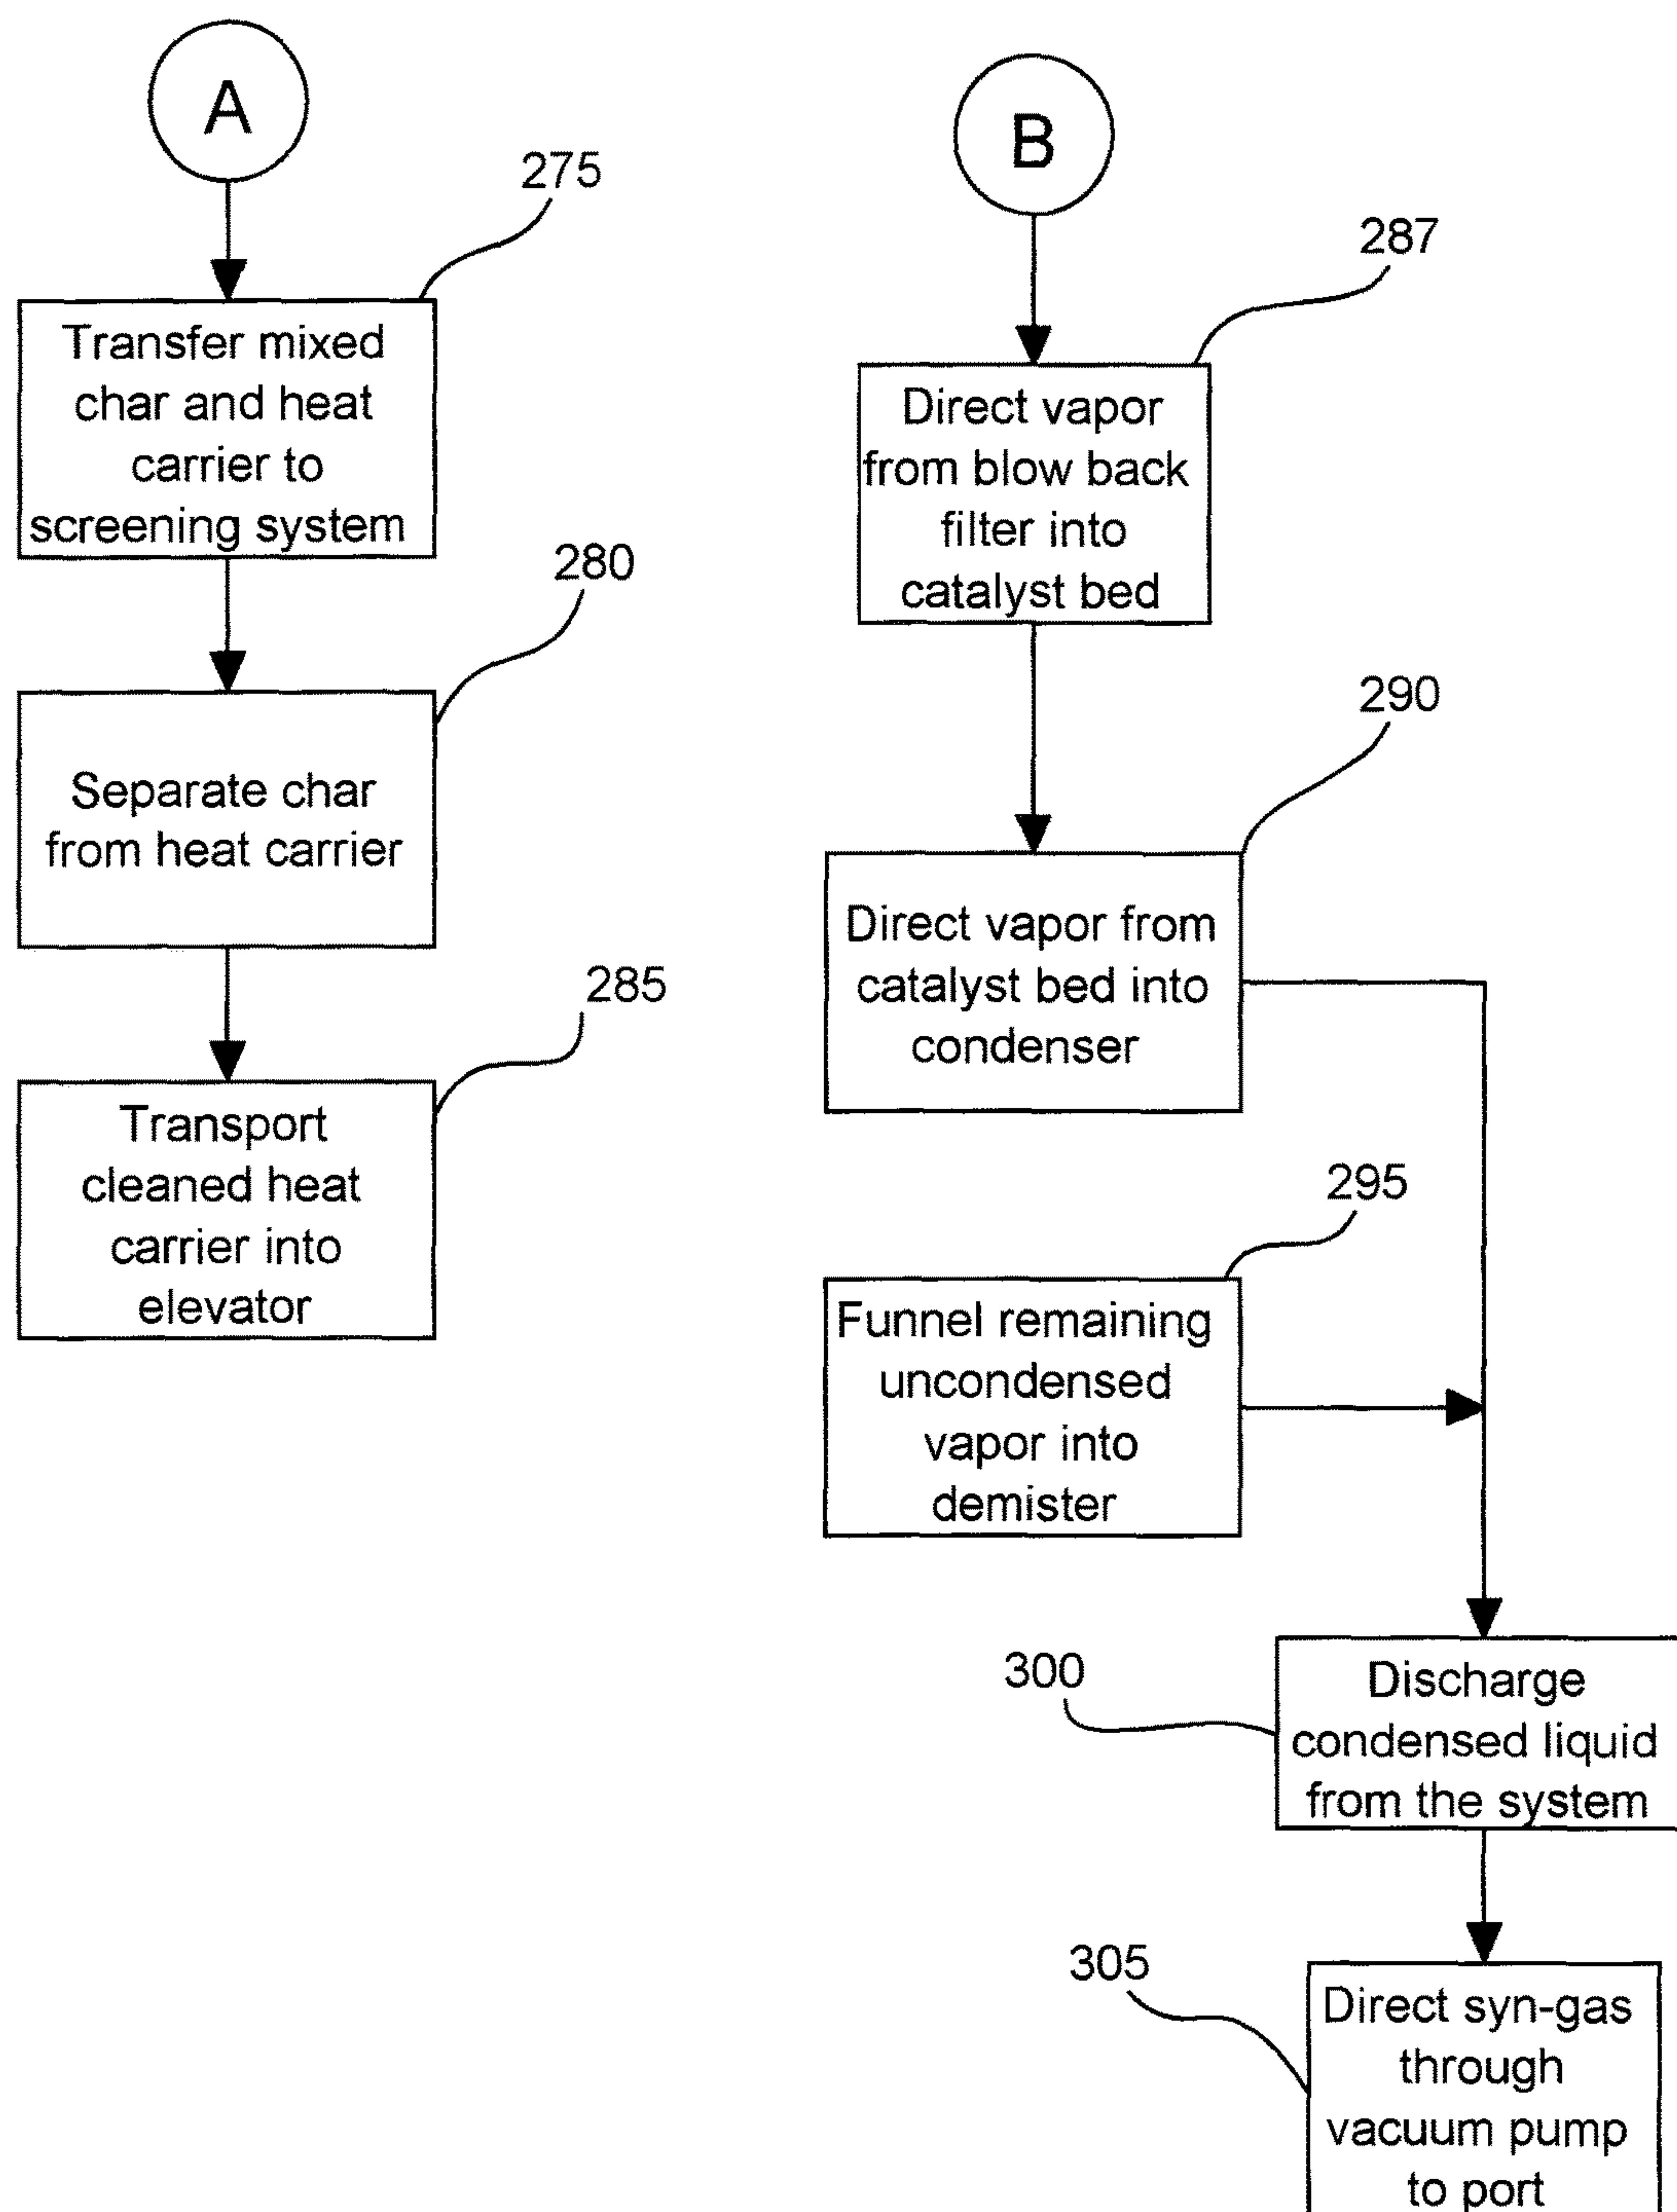 A
275
Transfer mixed
char and heat
carrier to
screening system
280
Separate char
from heat carrier
285
Transport
cleaned heat
carrier into
elevator
B
287
Direct vapor
from blow back
filter into
catalyst bed
290
Direct vapor from
catalyst bed into
condenser
295
Funnel remaining
uncondensed
vapor into
demister
300
Discharge
condensed liquid
from the system
305
Direct syn-gas
through
vacuum pump
to port